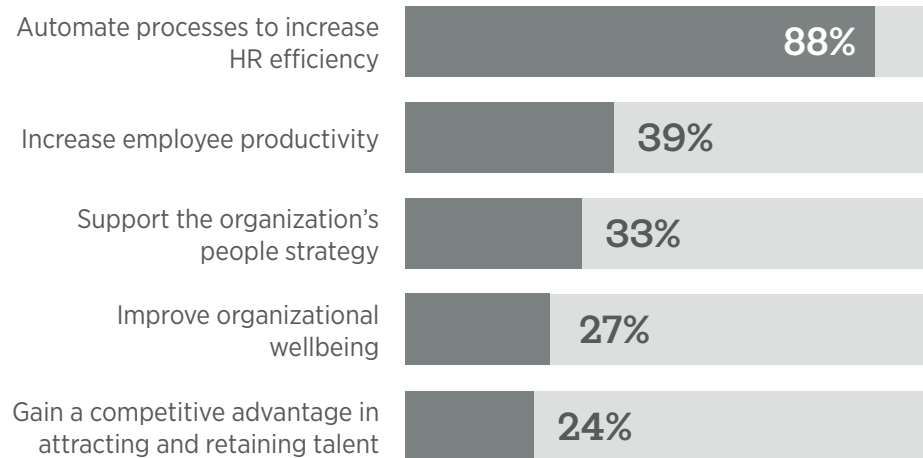 Automate processes to increase
HR efficiency
88%
Increase employee productivity
39%
Support the organization’s
people strategy
33%
Improve organizational
wellbeing
27%
Gain a competitive advantage in
attracting and retaining talent
24%